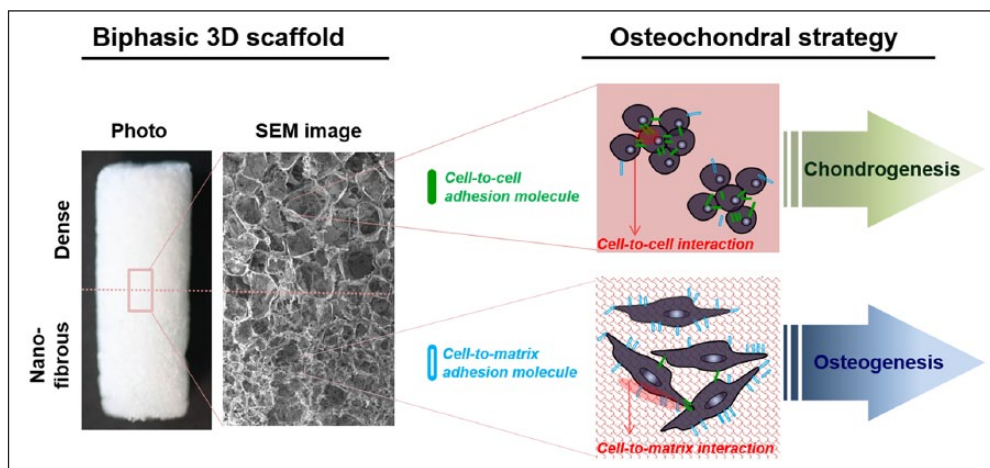 Biphasic 3D scaffold
Osteochondral strategy
Photo
SEM image
Dense
Nano-
fibrous
Cell-to-cell
adhesion molecule
Cell-to-matrix
adhesion molecule
Cell-to-cell interaction
Cell-to-matrix interaction
Chondrogenesis
Osteogenesis